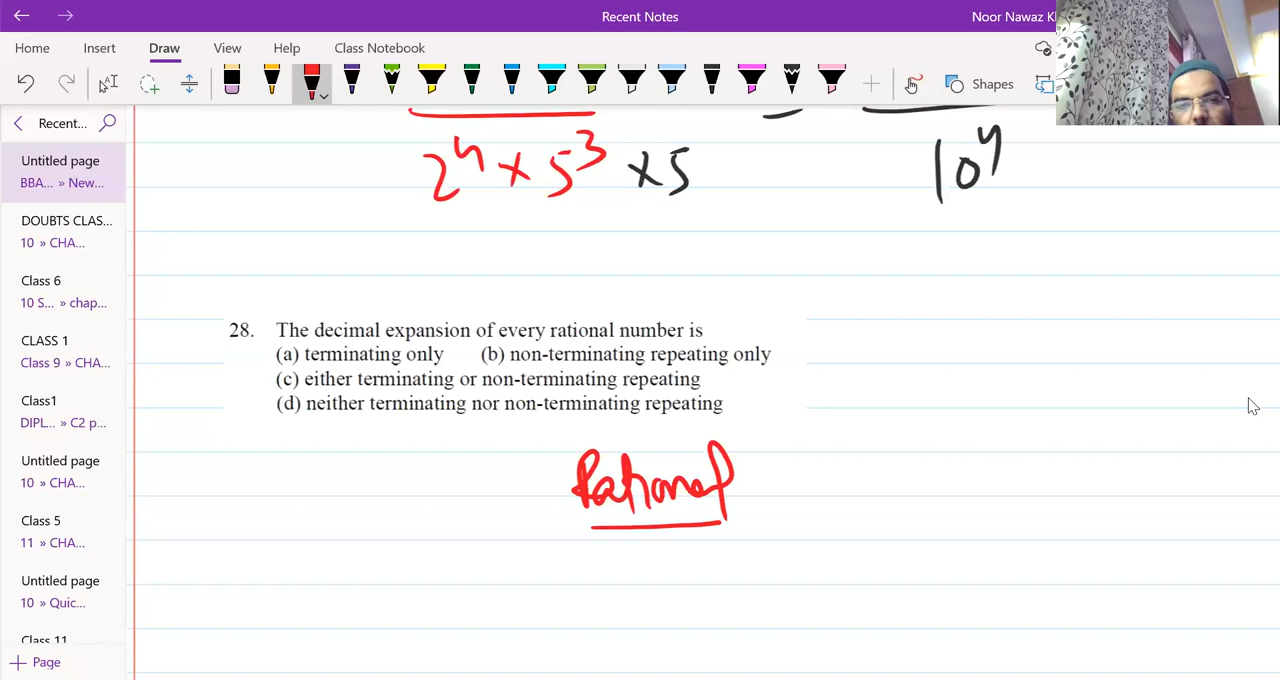 Recent Notes
Noor Nawaz K
Home Insert Draw View Help Class Notebook
Shapes
Recent...
Untitled page
BBA... » New...
DOUBTS CLAS...
10 » CHA...
Class 6
10 S... » chap...
CLASS 1
Class 9 » CHA...
Class1
DIPL... » C2 p...
Untitled page
10 » CHA...
Class 5
11 » CHA...
Untitled page
10 » Quic...
Class 11
Page
2⁴ × 5³ × 5
10⁴
28. The decimal expansion of every rational number is
(a) terminating only (b) non-terminating repeating only
(c) either terminating or non-terminating repeating
(d) neither terminating nor non-terminating repeating
Rational